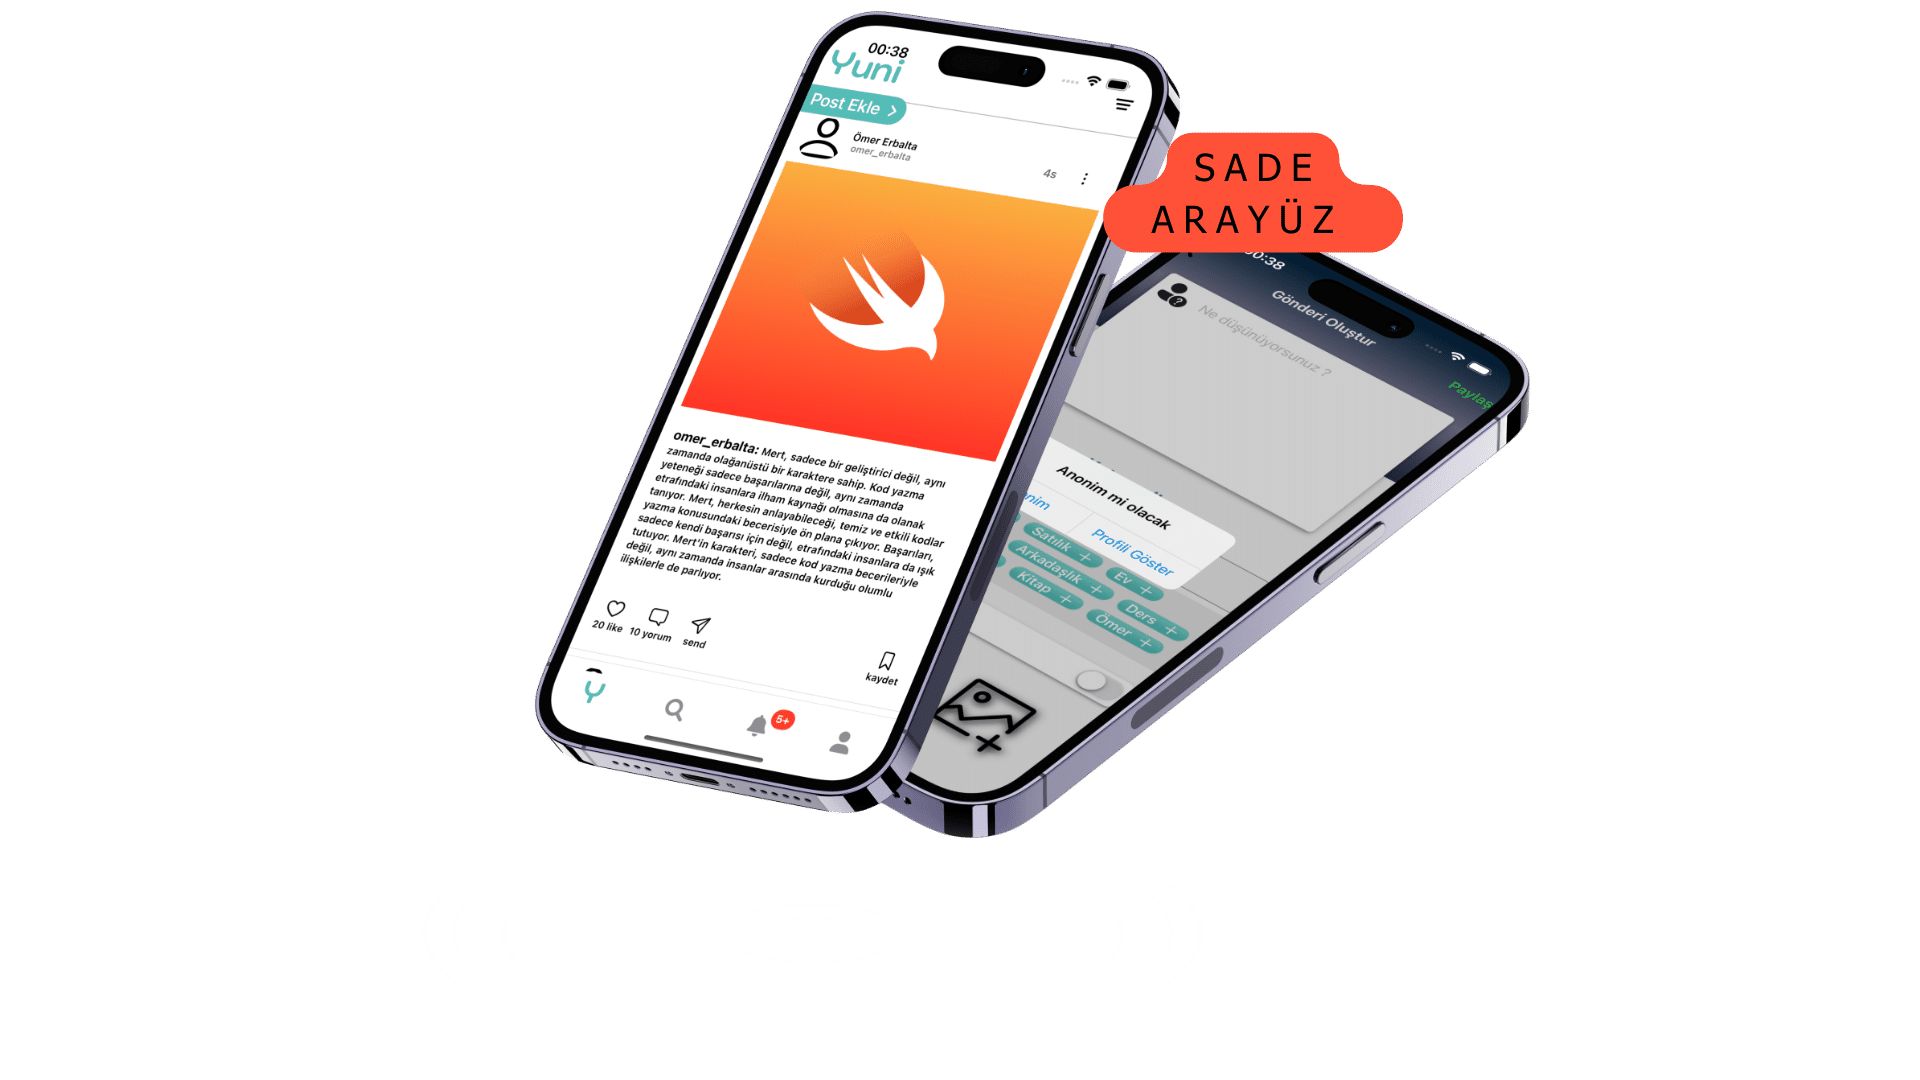 00:38
Yuni
Post Ekle
Ömer Erbalta
omer_erbalta
4s
omer_erbalta: Mert, sadece bir geliştirici değil, aynı
zamanda olağanüstü bir karaktere sahip. Kod yazma
yeteneği sadece başarılarına değil, aynı zamanda
etrafındaki insanlara ilham kaynağı olmasına da olanak
tanıyor. Mert, herkesin anlayabileceği, temiz ve etkili kodlar
yazma konusundaki becerisiyle ön plana çıkıyor. Başarıları,
sadece kendi başarısı için değil, etrafındaki insanlara da ışık
tutuyor. Mert'in karakteri, sadece kod yazma becerileriyle
değil, aynı zamanda insanlar arasında kurduğu olumlu
ilişkilerle de parlıyor.
20 like
10 yorum
send
kaydet
5+
SADE
ARAYÜZ
00:38
Gönderi Oluştur
Ne düşünüyorsunuz ?
Paylaş
Anonim mi olacak
Profili Göster
Satılık +
Ev +
Arkadaşlık +
Ders +
Kitap +
Ömer +